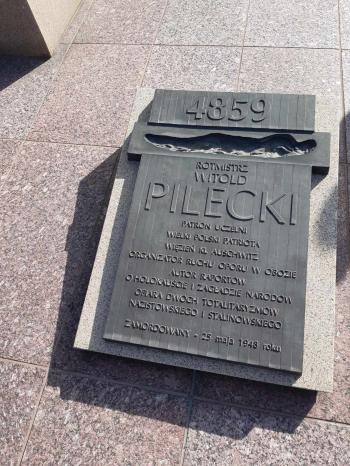 4859
ROTMISTRZ
WITOLD
PILECKI
PATRON UCZELNI
WIELKI POLSKI PATRIOTA
WIĘZIEŃ KL AUSCHWITZ
ORGANIZATOR RUCHU OPORU W OBOZIE
AUTOR RAPORTÓW
O HOLOKAUŚCIE I ZAGŁADZIE NARODÓW
OFIARA DWÓCH TOTALITARYZMÓW
NAZISTOWSKIEGO I STALINOWSKIEGO
ZAMORDOWANY - 25 maja 1948 roku